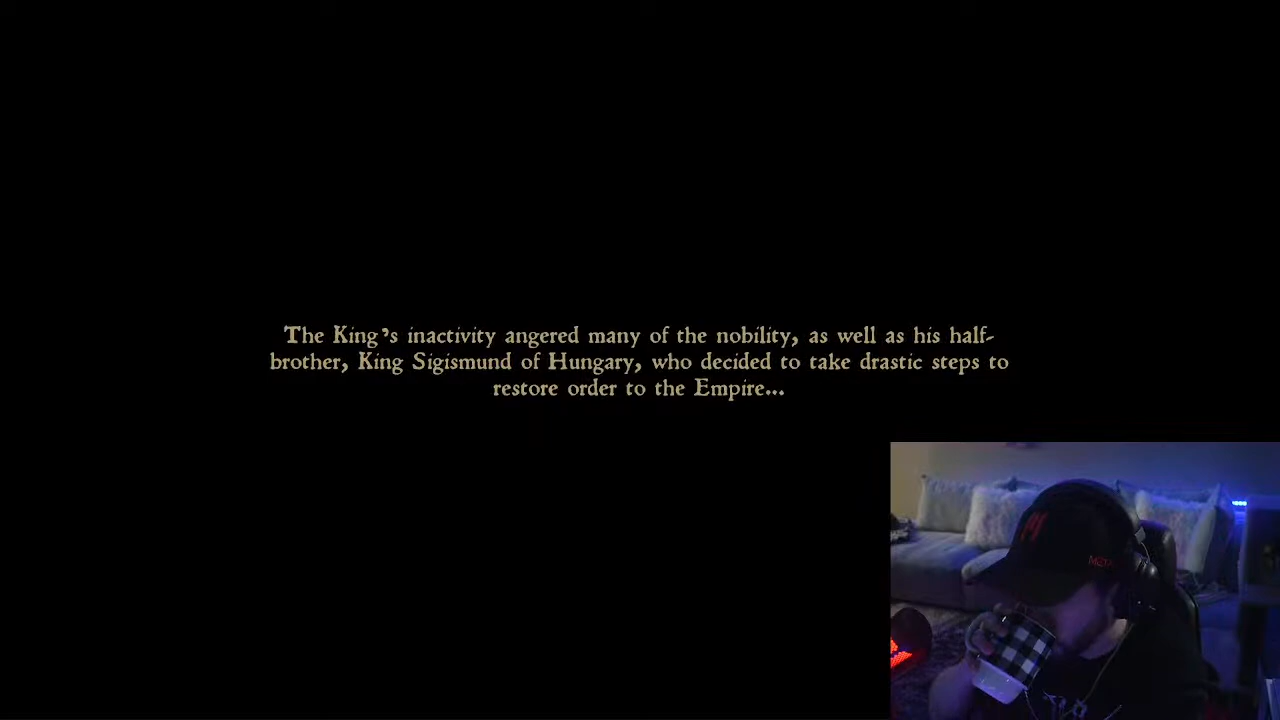 The King's inactivity angered many of the nobility, as well as his half-
brother, King Sigismund of Hungary, who decided to take drastic steps to
restore order to the Empire...